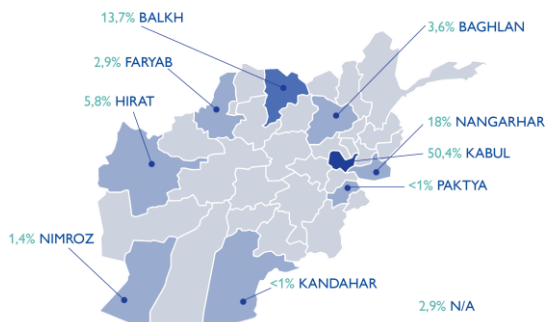 13,7% BALKH
3,6% BAGHLAN
2,9% FARYAB
5,8% HIRAT
18% NANGARHAR
50,4% KABUL
<1% PAKTYA
1,4% NIMROZ
<1% KANDAHAR
2,9% N/A